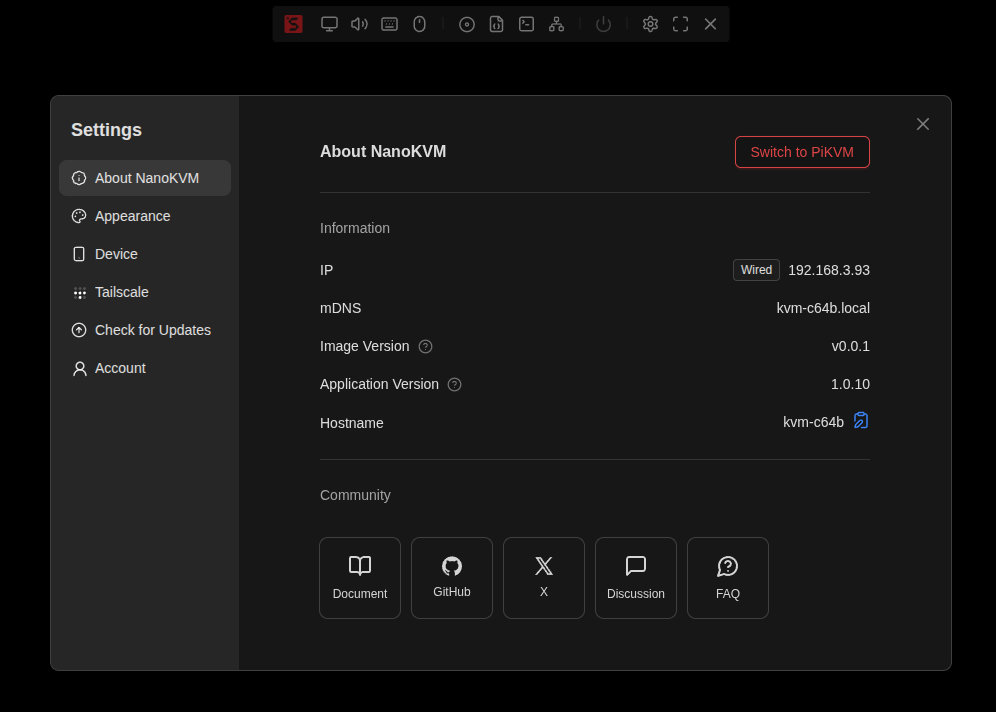 Settings
About NanoKVM
Appearance
Device
Tailscale
Check for Updates
Account
About NanoKVM
Switch to PiKVM
Information
IP Wired 192.168.3.93
mDNS kvm-c64b.local
Image Version v0.0.1
Application Version 1.0.10
Hostname kvm-c64b
Community
Document GitHub X Discussion FAQ